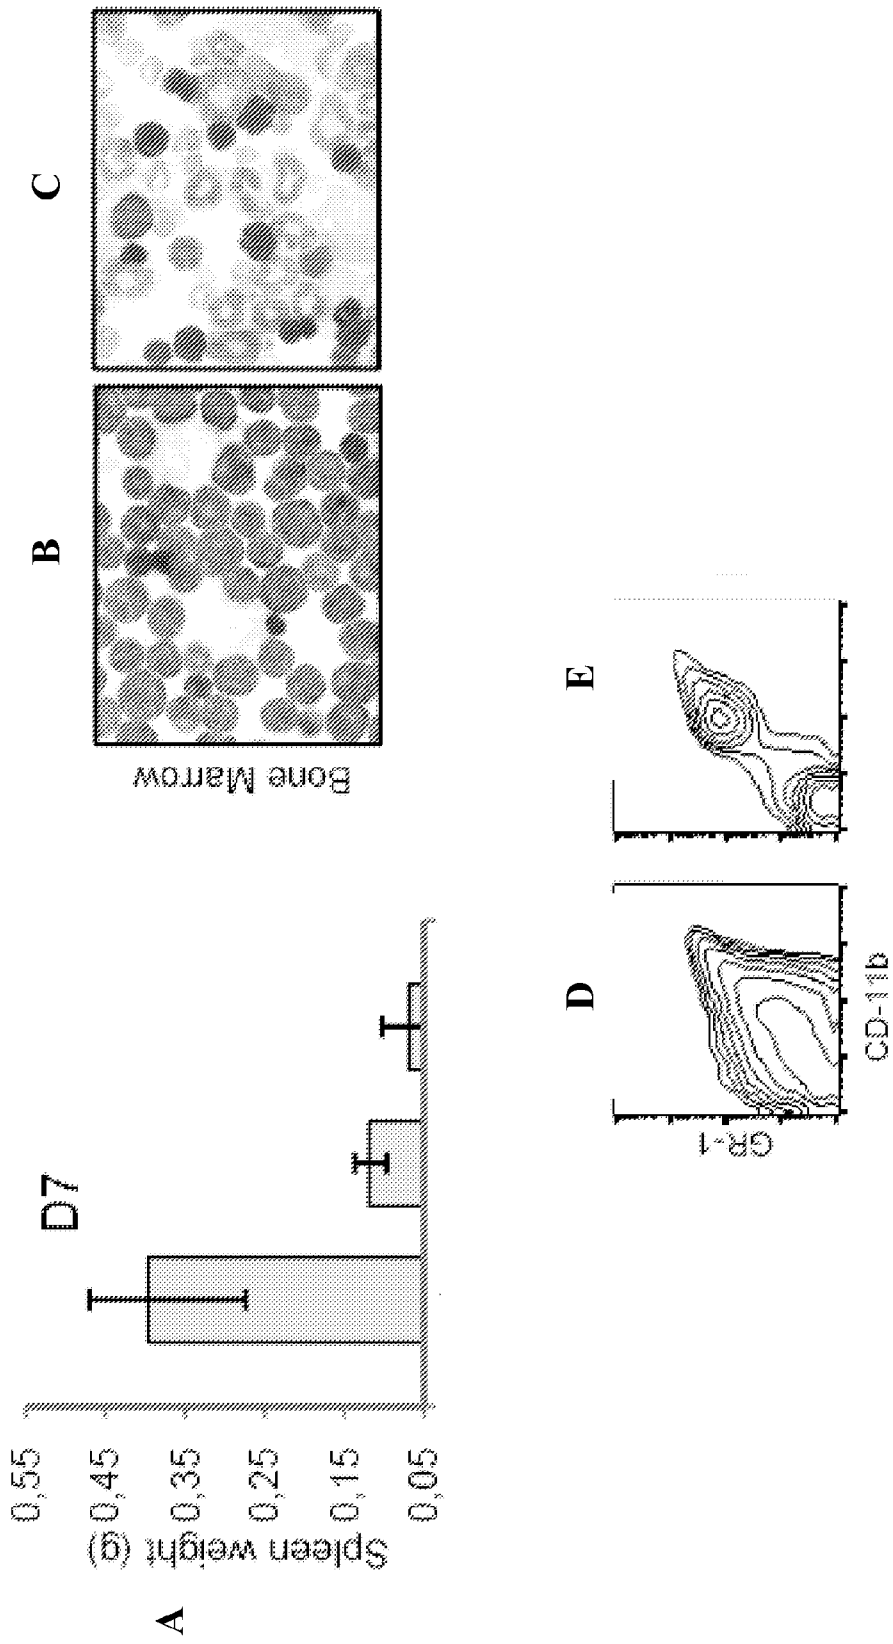 A
Spleen weight (g)
0,55
0,45
0,35
0,25
0,15
0,05
D7
B
C
Bone Marrow
D
E
GR-1
CD-11b